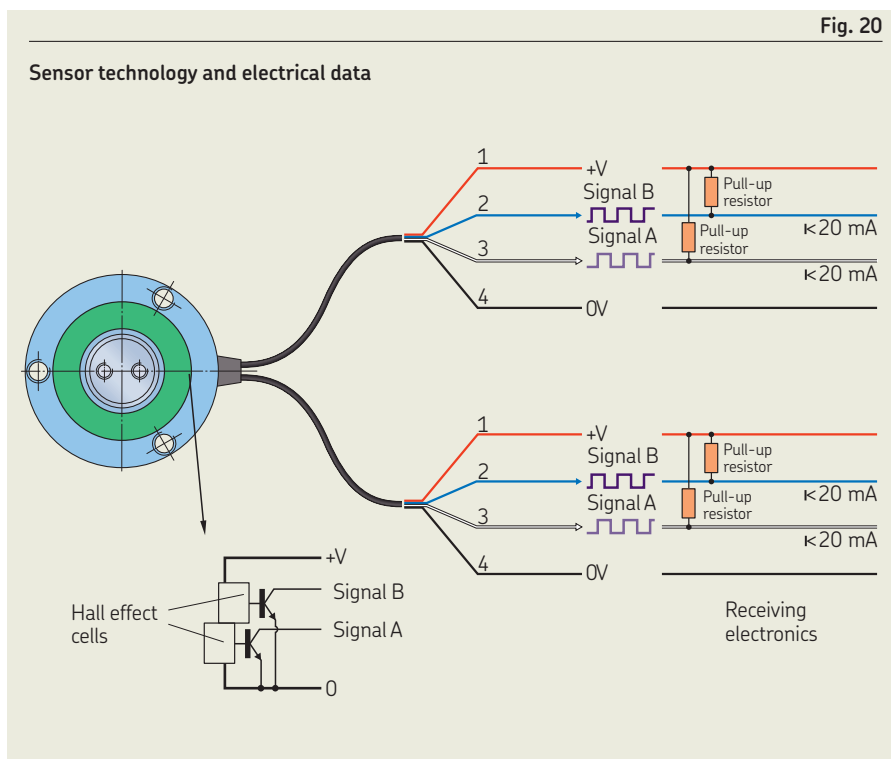 Fig. 20
Sensor technology and electrical data
1
+V
Signal B
Pull-up
resistor
2
I<20 mA
Signal A
Pull-up
resistor
3
I<20 mA
4
0V
1
+V
Signal B
Pull-up
resistor
2
I<20 mA
Signal A
Pull-up
resistor
3
I<20 mA
4
0V
+V
Signal B
Hall effect
cells
Signal A
0
Receiving
electronics